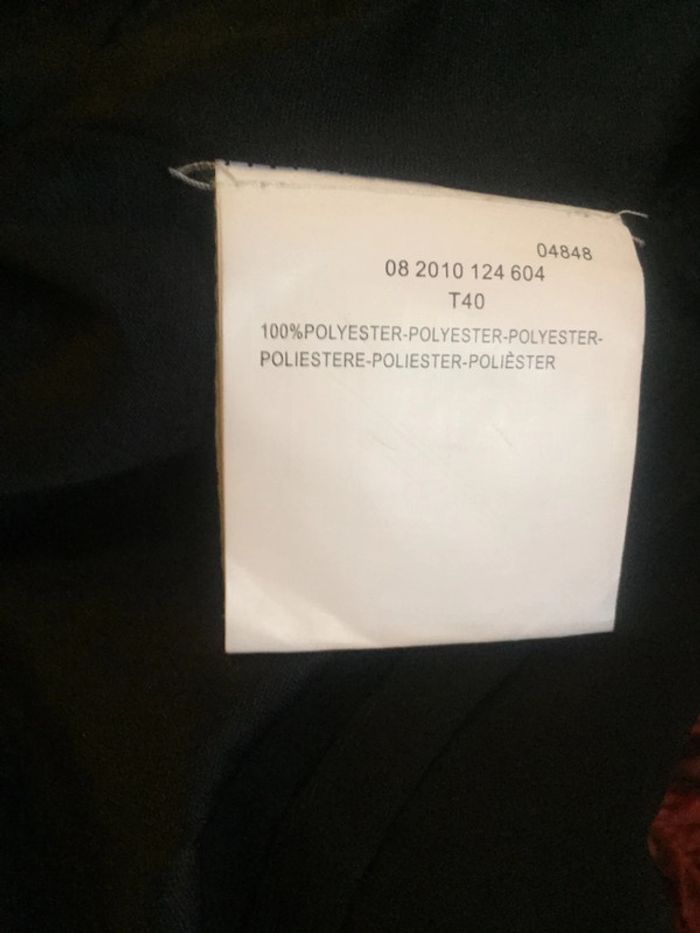 04848
08 2010 124 604
T40
100%POLYESTER-POLYESTER-POLYESTER-
POLIESTERE-POLIESTER-POLIÈSTER